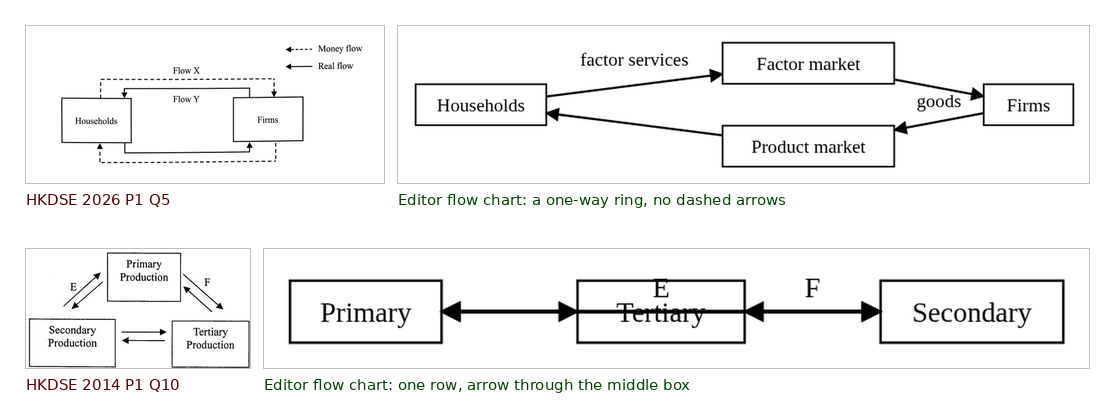 Money flow
Real flow
Flow X
Flow Y
Households
Firms
HKDSE 2026 P1 Q5
factor services
Factor market
Households
goods
Firms
Product market
Editor flow chart: a one-way ring, no dashed arrows
Primary
Production
E
F
Secondary
Production
Tertiary
Production
HKDSE 2014 P1 Q10
E
F
Primary
Tertiary
Secondary
Editor flow chart: one row, arrow through the middle box